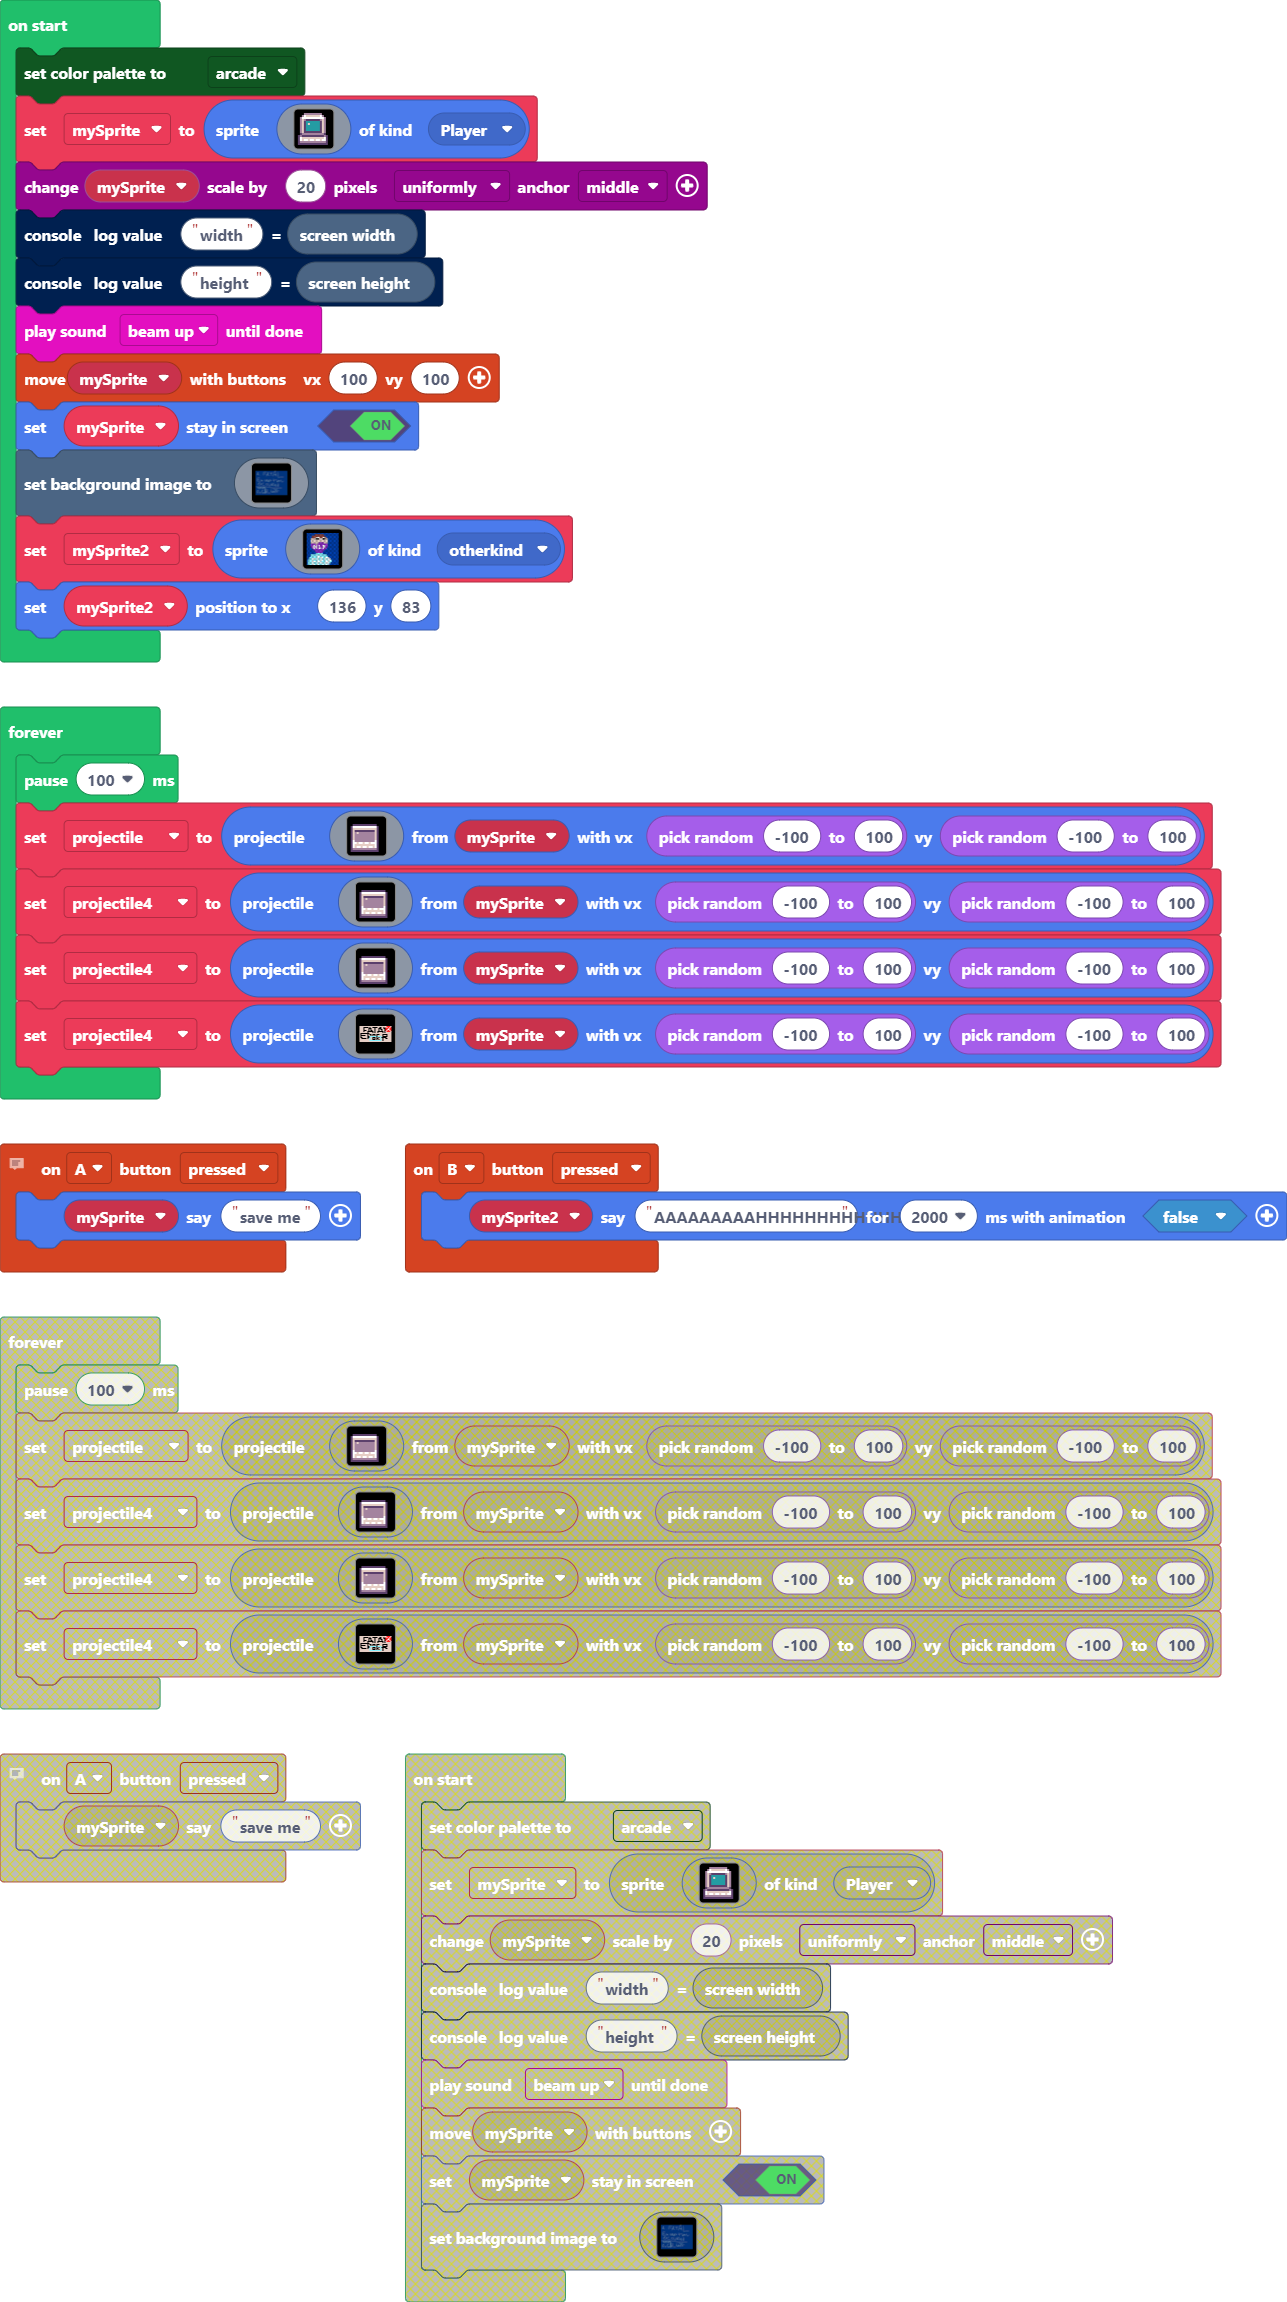 on start
set color palette to arcade
set mySprite to sprite of kind Player
change mySprite scale by 20 pixels uniformly anchor middle
console log value "width" = screen width
console log value "height" = screen height
play sound beam up until done
move mySprite with buttons vx 100 vy 100
set mySprite stay in screen ON
set background image to
set mySprite2 to sprite of kind otherkind
set mySprite2 position to x 136 y 83
forever
pause 100 ms
set projectile to projectile from mySprite with vx pick random -100 to 100 vy pick random -100 to 100
set projectile4 to projectile from mySprite with vx pick random -100 to 100 vy pick random -100 to 100
set projectile4 to projectile from mySprite with vx pick random -100 to 100 vy pick random -100 to 100
set projectile4 to projectile from mySprite with vx pick random -100 to 100 vy pick random -100 to 100
on A button pressed
mySprite say "save me"
on B button pressed
mySprite2 say for 2000 ms with animation false
forever
pause 100 ms
set projectile to projectile from mySprite with vx pick random -100 to 100 vy pick random -100 to 100
set projectile4 to projectile from mySprite with vx pick random -100 to 100 vy pick random -100 to 100
set projectile4 to projectile from mySprite with vx pick random -100 to 100 vy pick random -100 to 100
set projectile4 to projectile from mySprite with vx pick random -100 to 100 vy pick random -100 to 100
on A button pressed
mySprite say "save me"
on start
set color palette to arcade
set mySprite to sprite of kind Player
change mySprite scale by 20 pixels uniformly anchor middle
console log value "width" = screen width
console log value "height" = screen height
play sound beam up until done
move mySprite with buttons
set mySprite stay in screen ON
set background image to